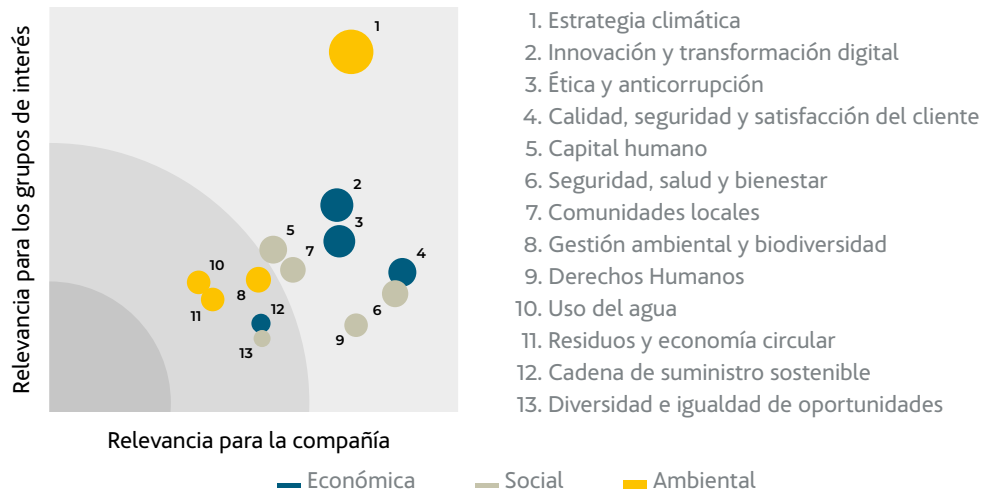 Relevancia para los grupos de interés
1
2
3
5
7
4
10
8
11
12
6
9
13
Relevancia para la compañía
1. Estrategia climática
2. Innovación y transformación digital
3. Ética y anticorrupción
4. Calidad, seguridad y satisfacción del cliente
5. Capital humano
6. Seguridad, salud y bienestar
7. Comunidades locales
8. Gestión ambiental y biodiversidad
9. Derechos Humanos
10. Uso del agua
11. Residuos y economía circular
12. Cadena de suministro sostenible
13. Diversidad e igualdad de oportunidades
Económica
Social
Ambiental